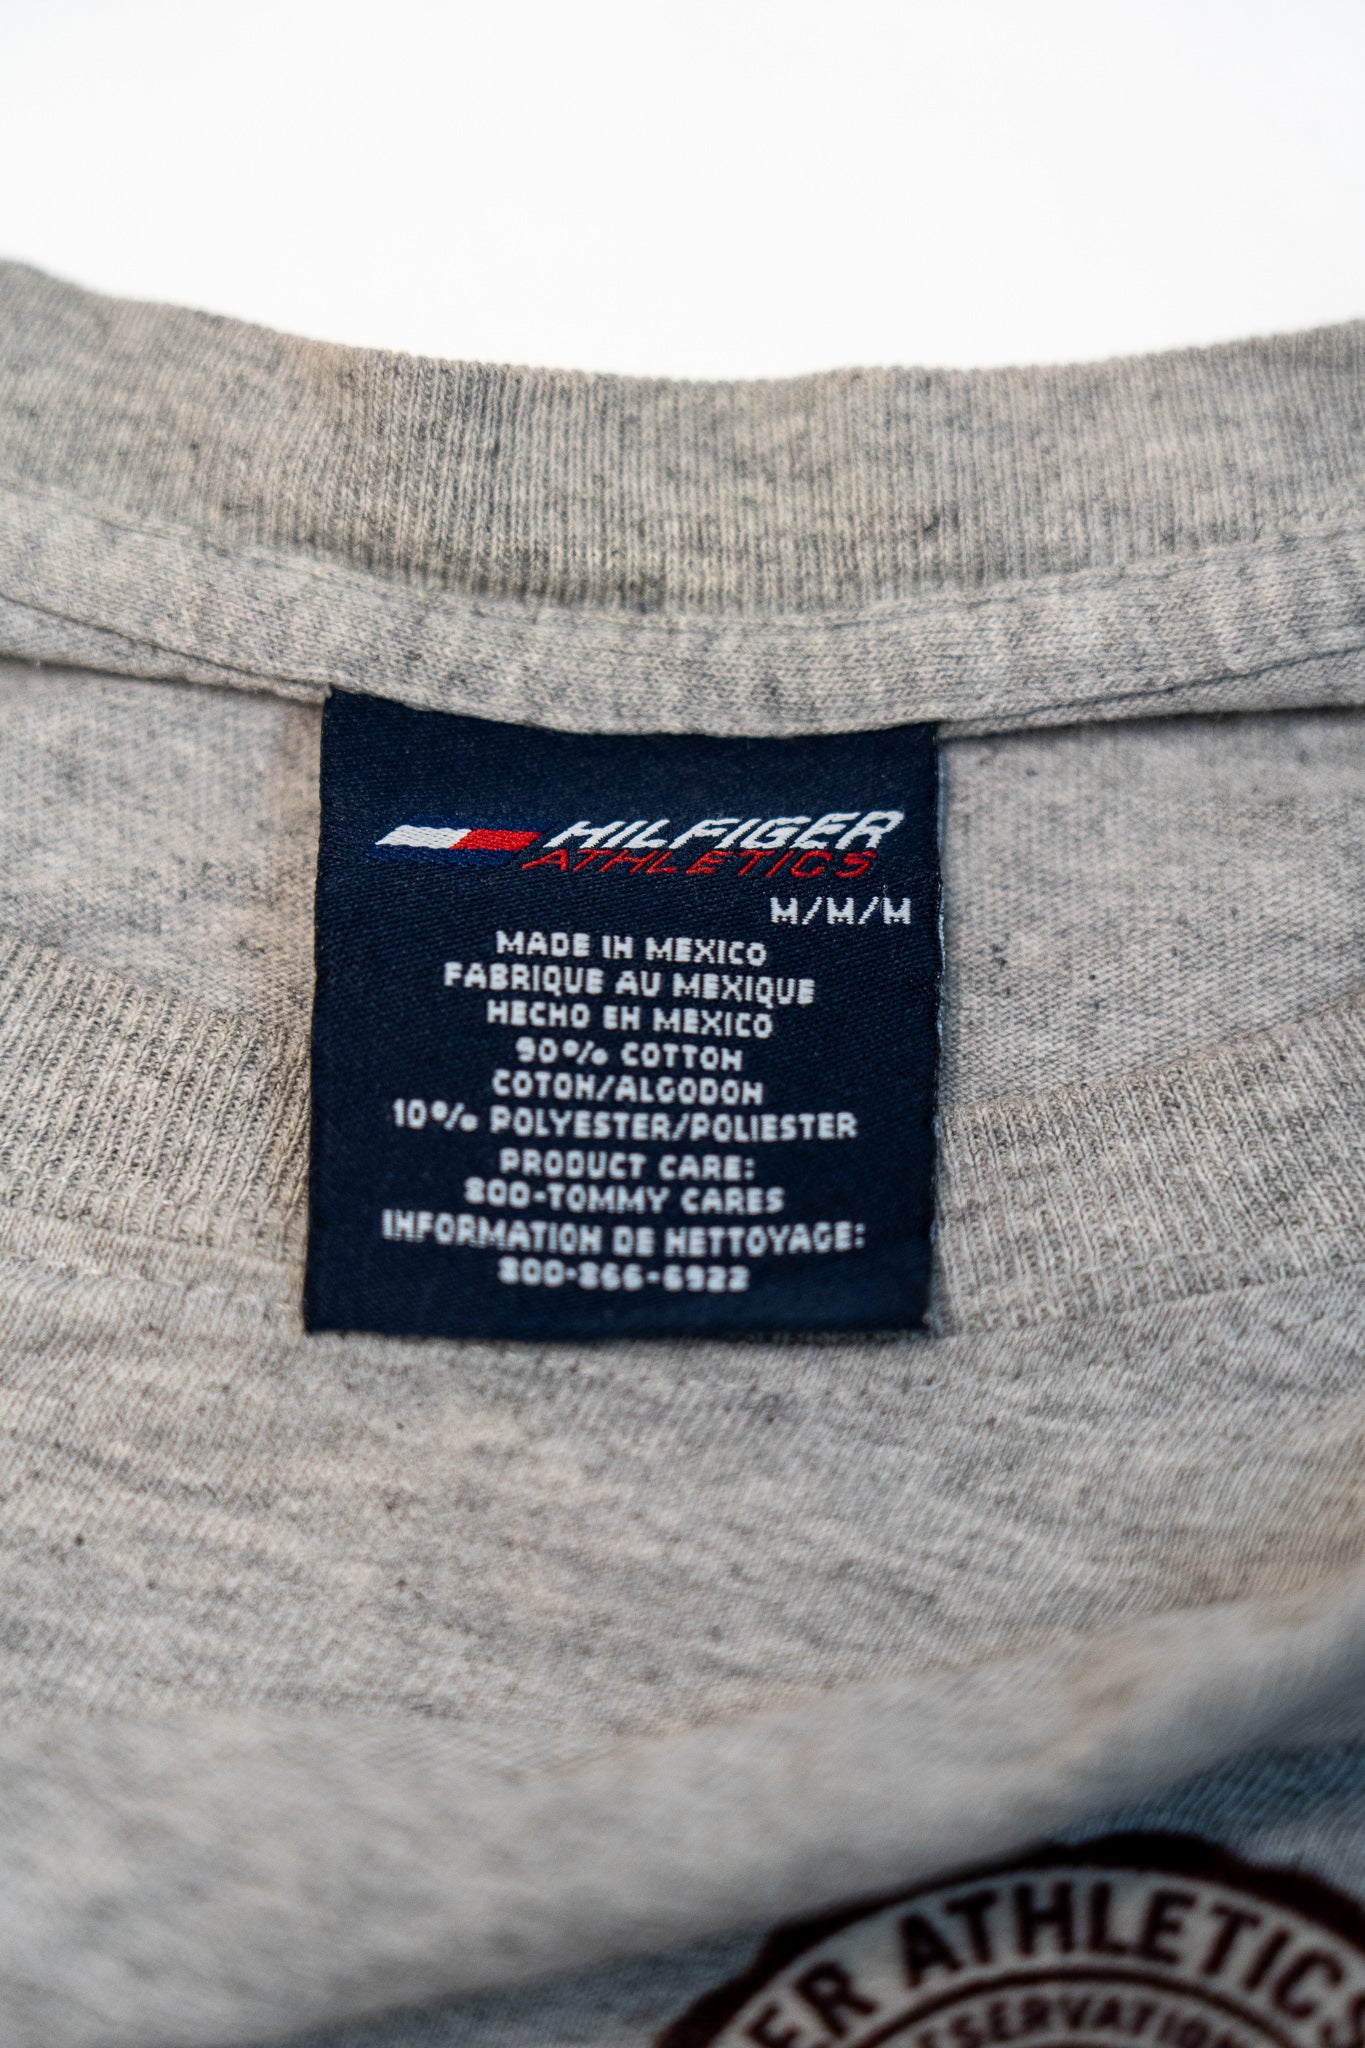 HILFIGER
ATHLETICS
M/M/M
MADE IN MEXICO
FABRIQUE AU MEXIQUE
HECHO EN MEXICO
90% COTTON
COTON/ALGODON
10% POLYESTER/POLIESTER
PRODUCT CARE:
800-TOMMY CARES
INFORMATION DE NETTOYAGE:
800-866-6922
ATHLETICS